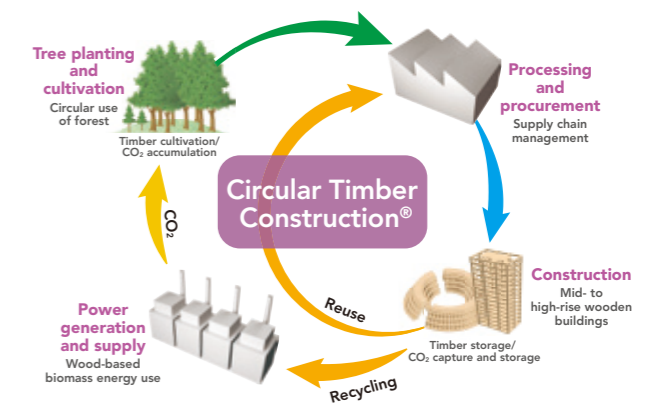 Tree planting
and
cultivation
Circular use
of forest
Timber cultivation/
CO₂ accumulation
Processing
and
procurement
Supply chain
management
Circular Timber
Construction®
CO₂
Construction
Mid- to
high-rise wooden
buildings
Timber storage/
CO₂ capture and storage
Reuse
Recycling
Power
generation
and supply
Wood-based
biomass energy use